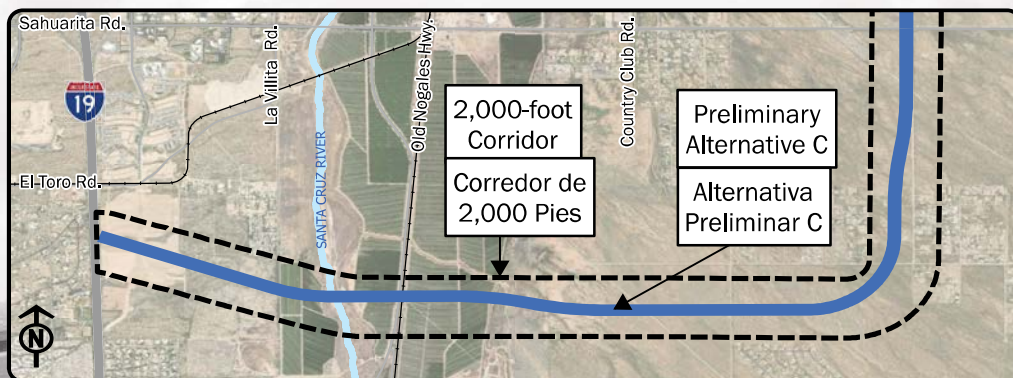 Sahuarita Rd.
INTERSTATE
19
La Villita Rd.
Old Nogales Hwy.
Country Club Rd.
El Toro Rd.
SANTA CRUZ RIVER
2,000-foot
Corridor
Corredor de
2,000 Pies
Preliminary
Alternative C
Alternativa
Preliminar C
N